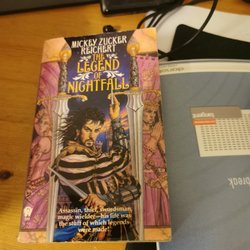 MICKEY ZUCKER
REICHERT
THE
LEGEND
OF
NIGHTFALL
Assassin, thief, swordsman,
magic wielder—his life was
the stuff of which legends
were made!
break